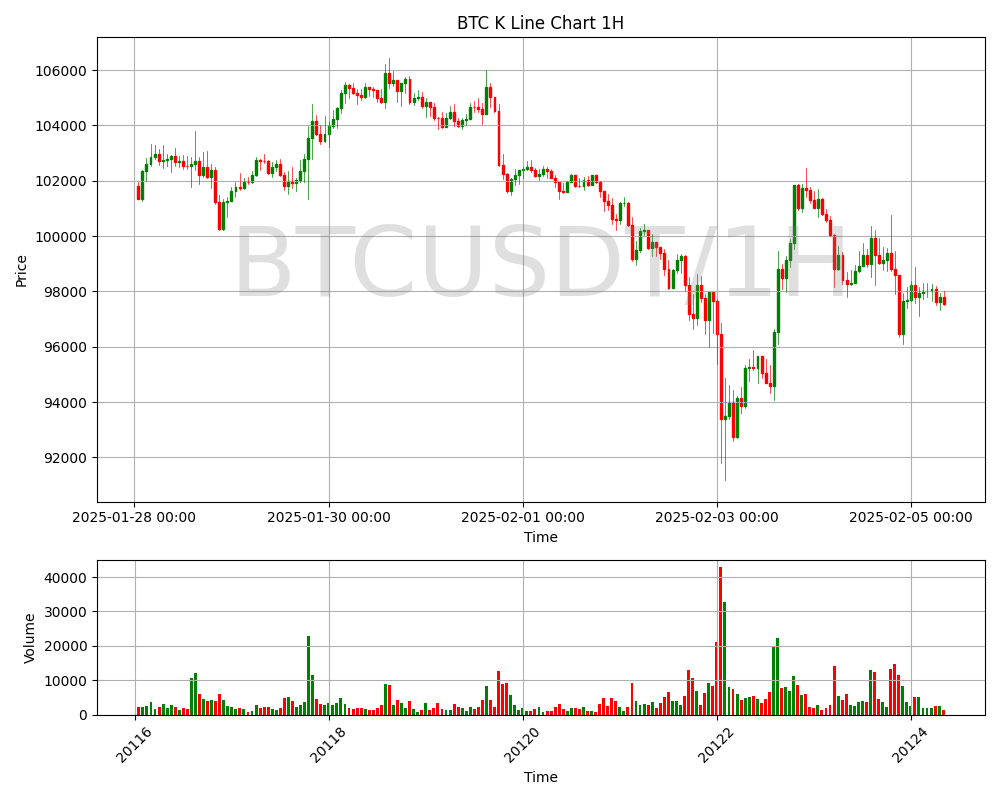 BTC K Line Chart 1H
106000
104000
102000
100000
98000
96000
94000
92000
Price
BTCUSDT/1H
2025-01-28 00:00 2025-01-30 00:00 2025-02-01 00:00 2025-02-03 00:00 2025-02-05 00:00
Time
40000
30000
20000
10000
0
Volume
20116 20118 20120 20122 20124
Time